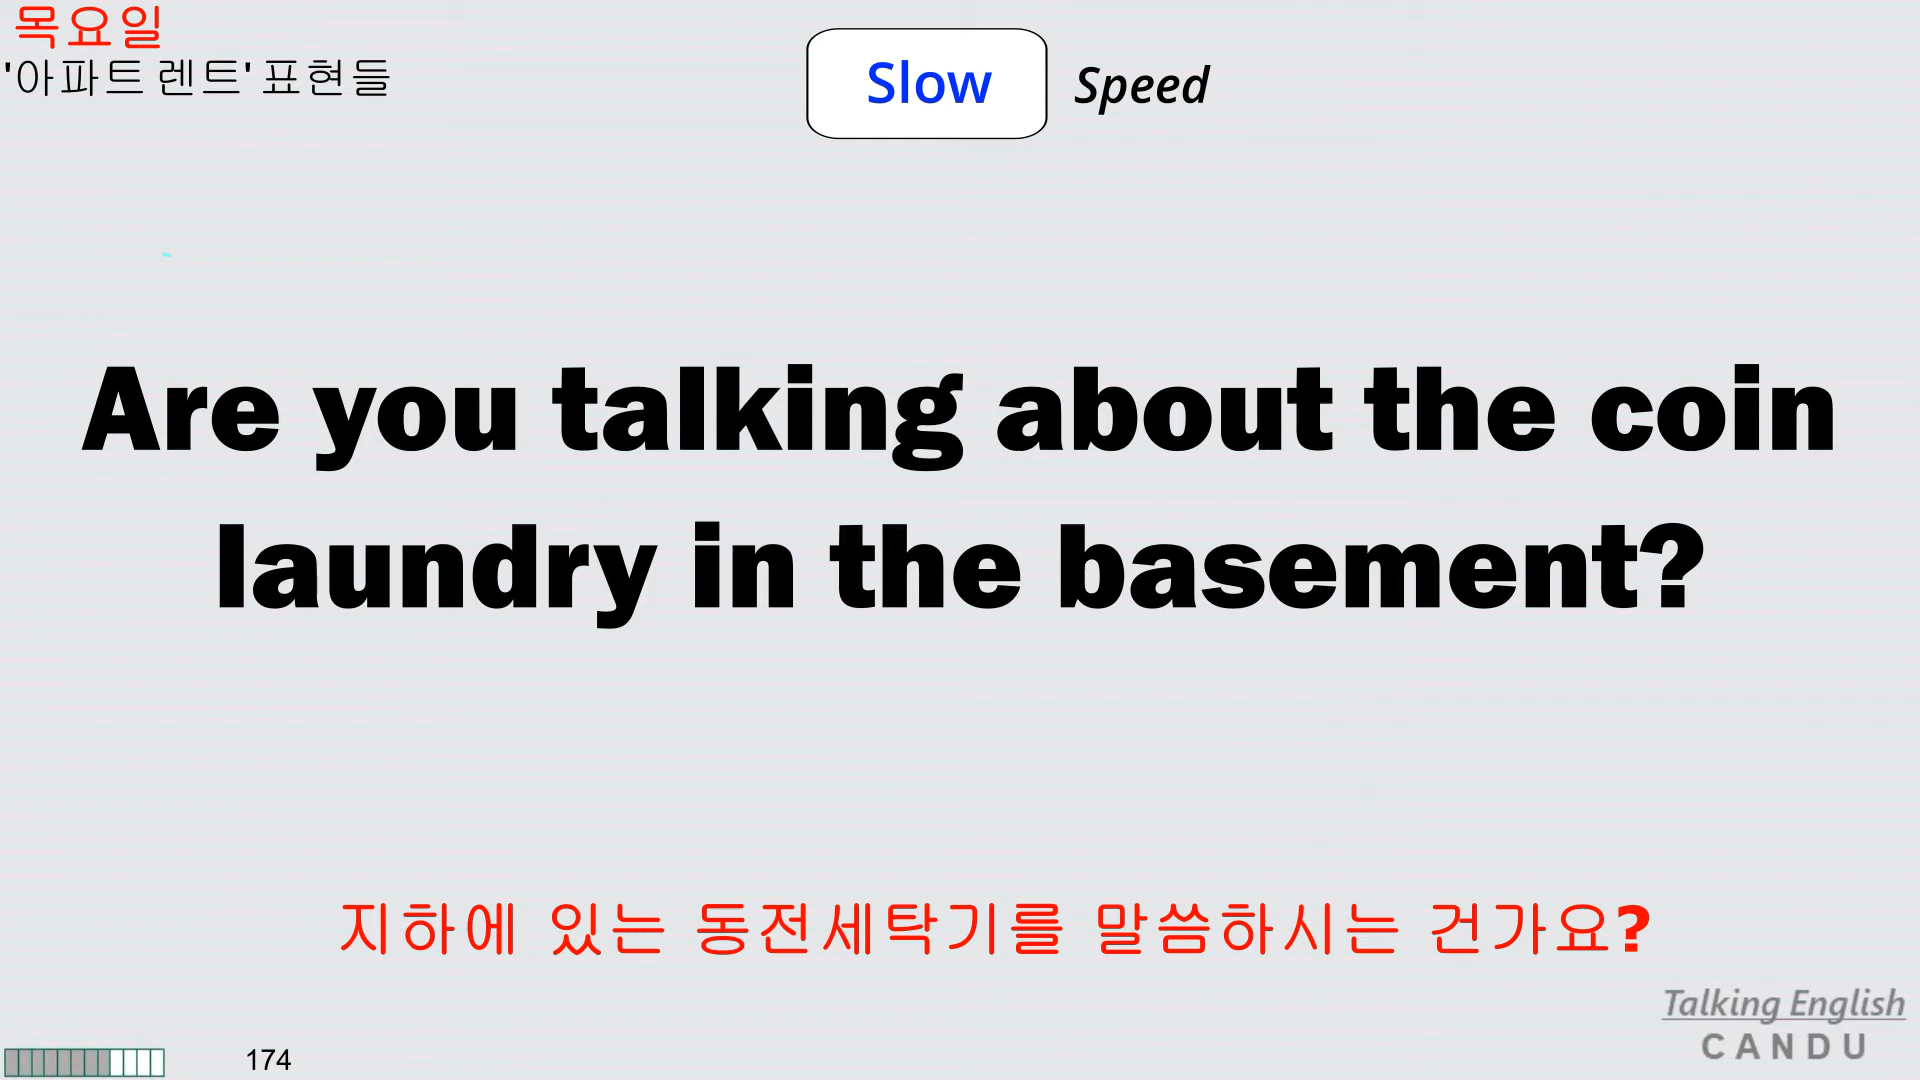 목요일
'아파트 렌트' 표현들
Slow Speed
Are you talking about the coin
laundry in the basement?
지하에 있는 동전세탁기를 말씀하시는 건가요?
Talking English
CANDU
174